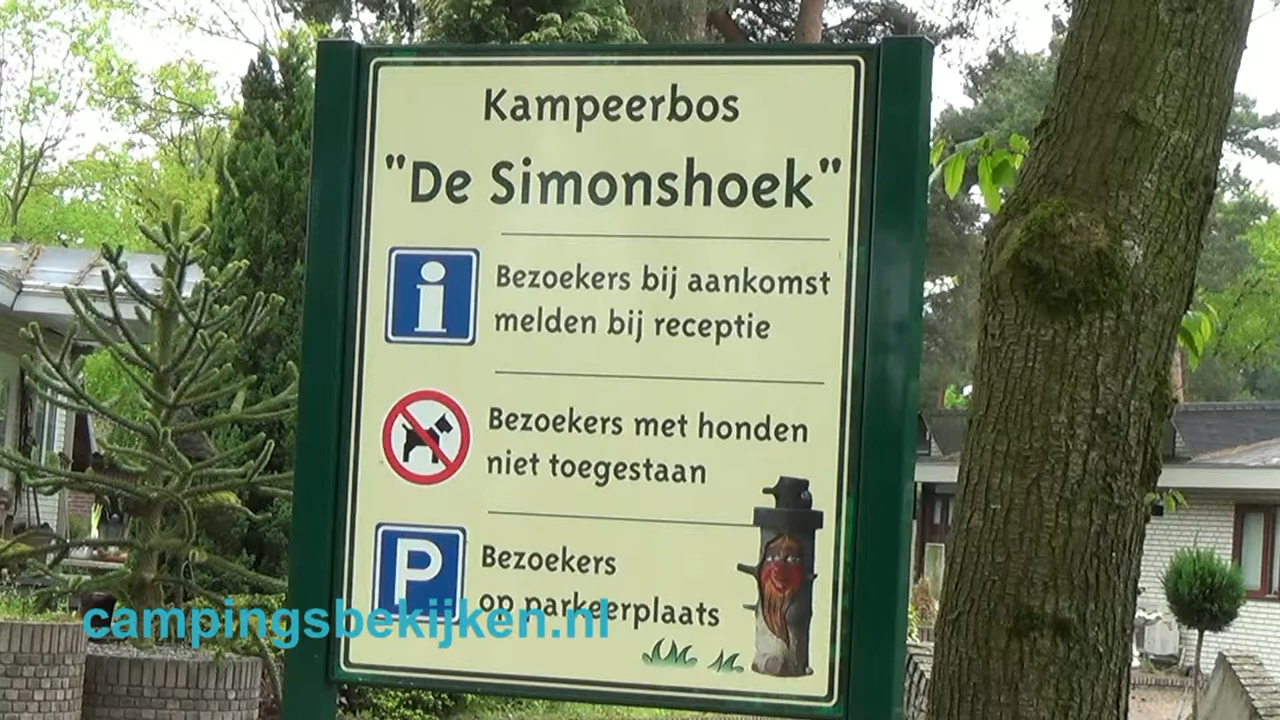 Kampeerbos
"De Simonshoek"
Bezoekers bij aankomst
melden bij receptie
Bezoekers met honden
niet toegestaan
P
Bezoekers
op parkeerplaats
campingsbekijken.nl